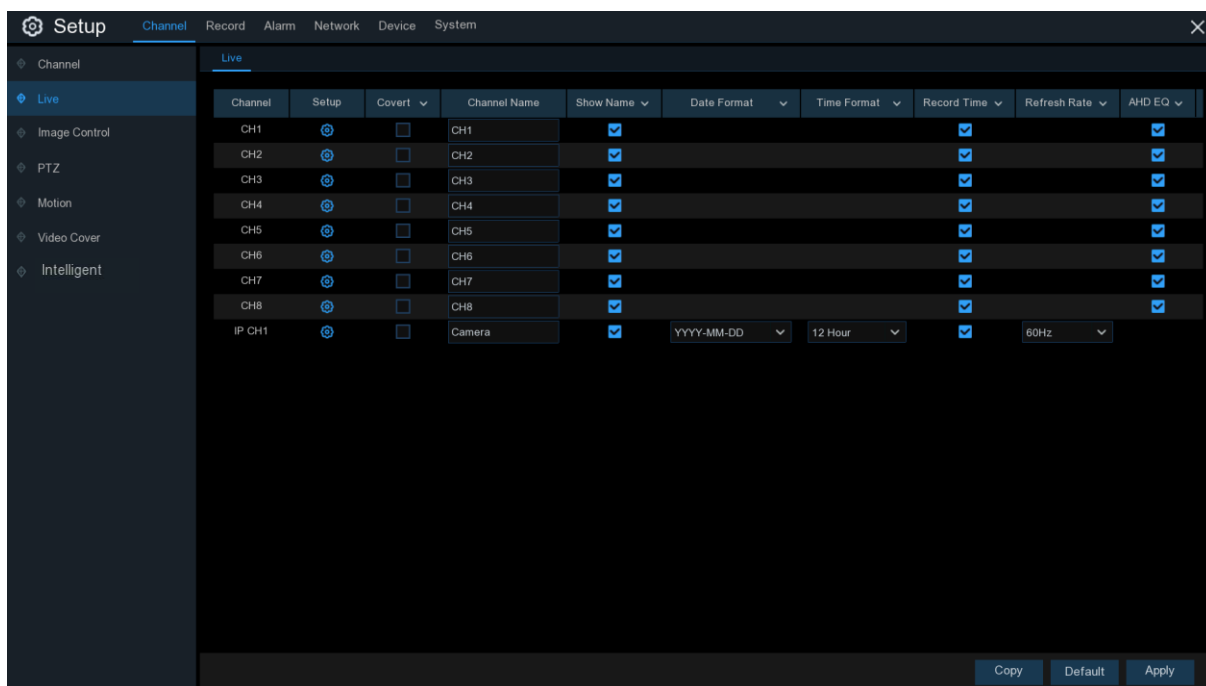 Setup Channel Record Alarm Network Device System
Channel
Live
Image Control
PTZ
Motion
Video Cover
Intelligent
Live
Channel Setup Covert Channel Name Show Name Date Format Time Format Record Time Refresh Rate AHD EQ
CH1 CH1
CH2 CH2
CH3 CH3
CH4 CH4
CH5 CH5
CH6 CH6
CH7 CH7
CH8 CH8
IP CH1 Camera YYYY-MM-DD 12 Hour 60Hz
Copy Default Apply